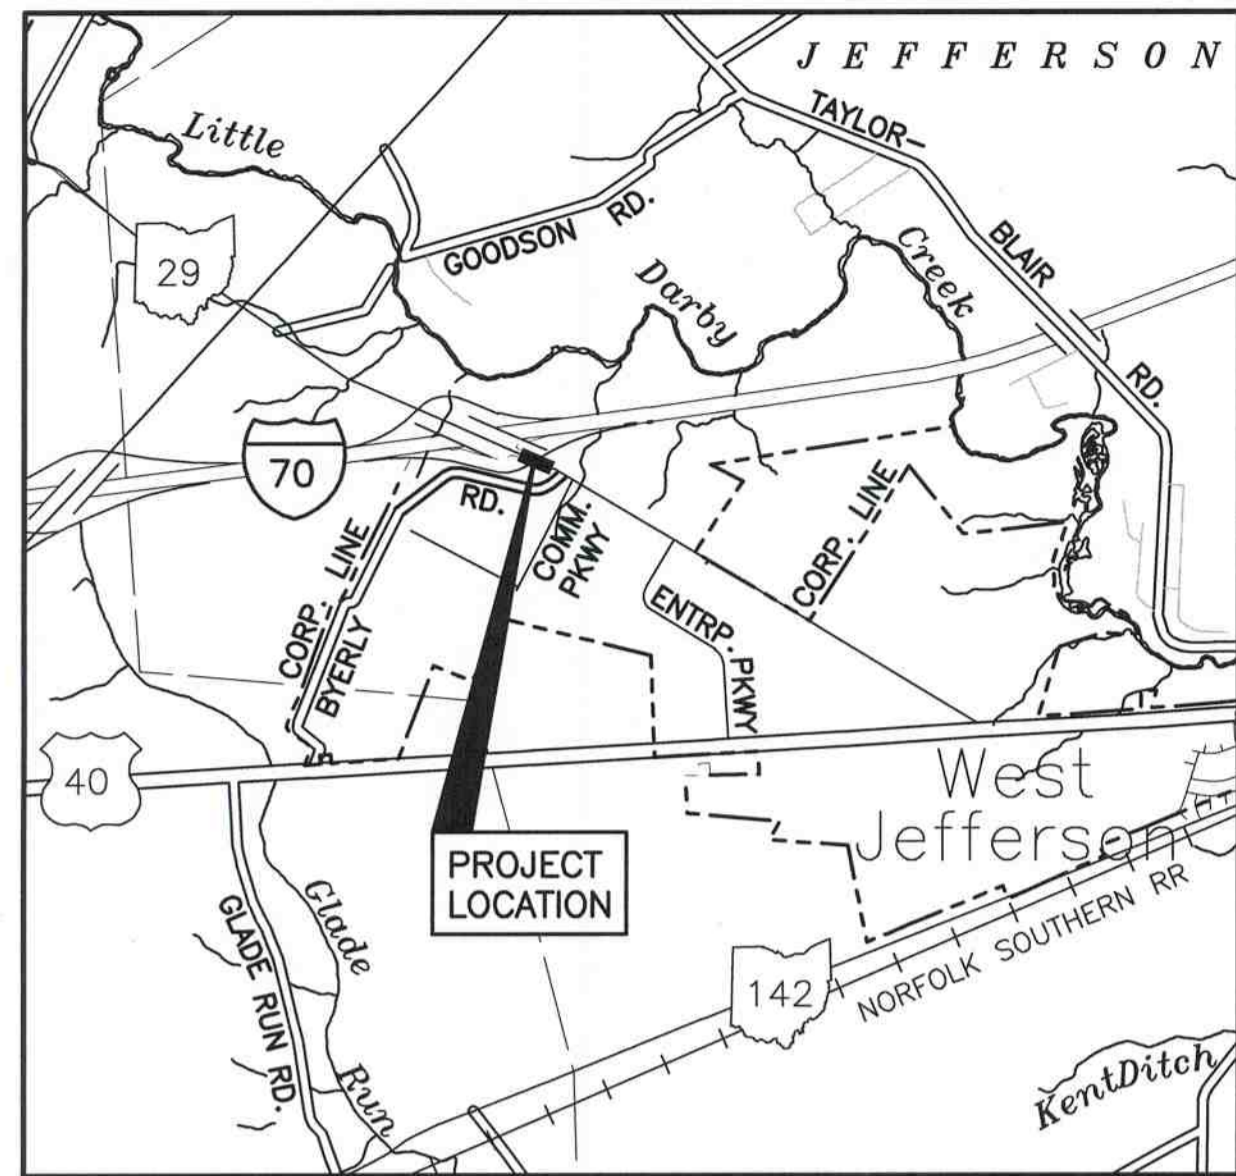 JEFFERSON
TAYLOR-
BLAIR
RD.
Little
Darby
Creek
GOODSON RD.
29
70
RD.
COMM.
PKWY
CORP. LINE
BYERLY
CORP. LINE
ENTRP. PKWY
40
West
Jefferson
PROJECT
LOCATION
Glade
Run
GLADE RUN RD.
142
NORFOLK SOUTHERN RR
KentDitch